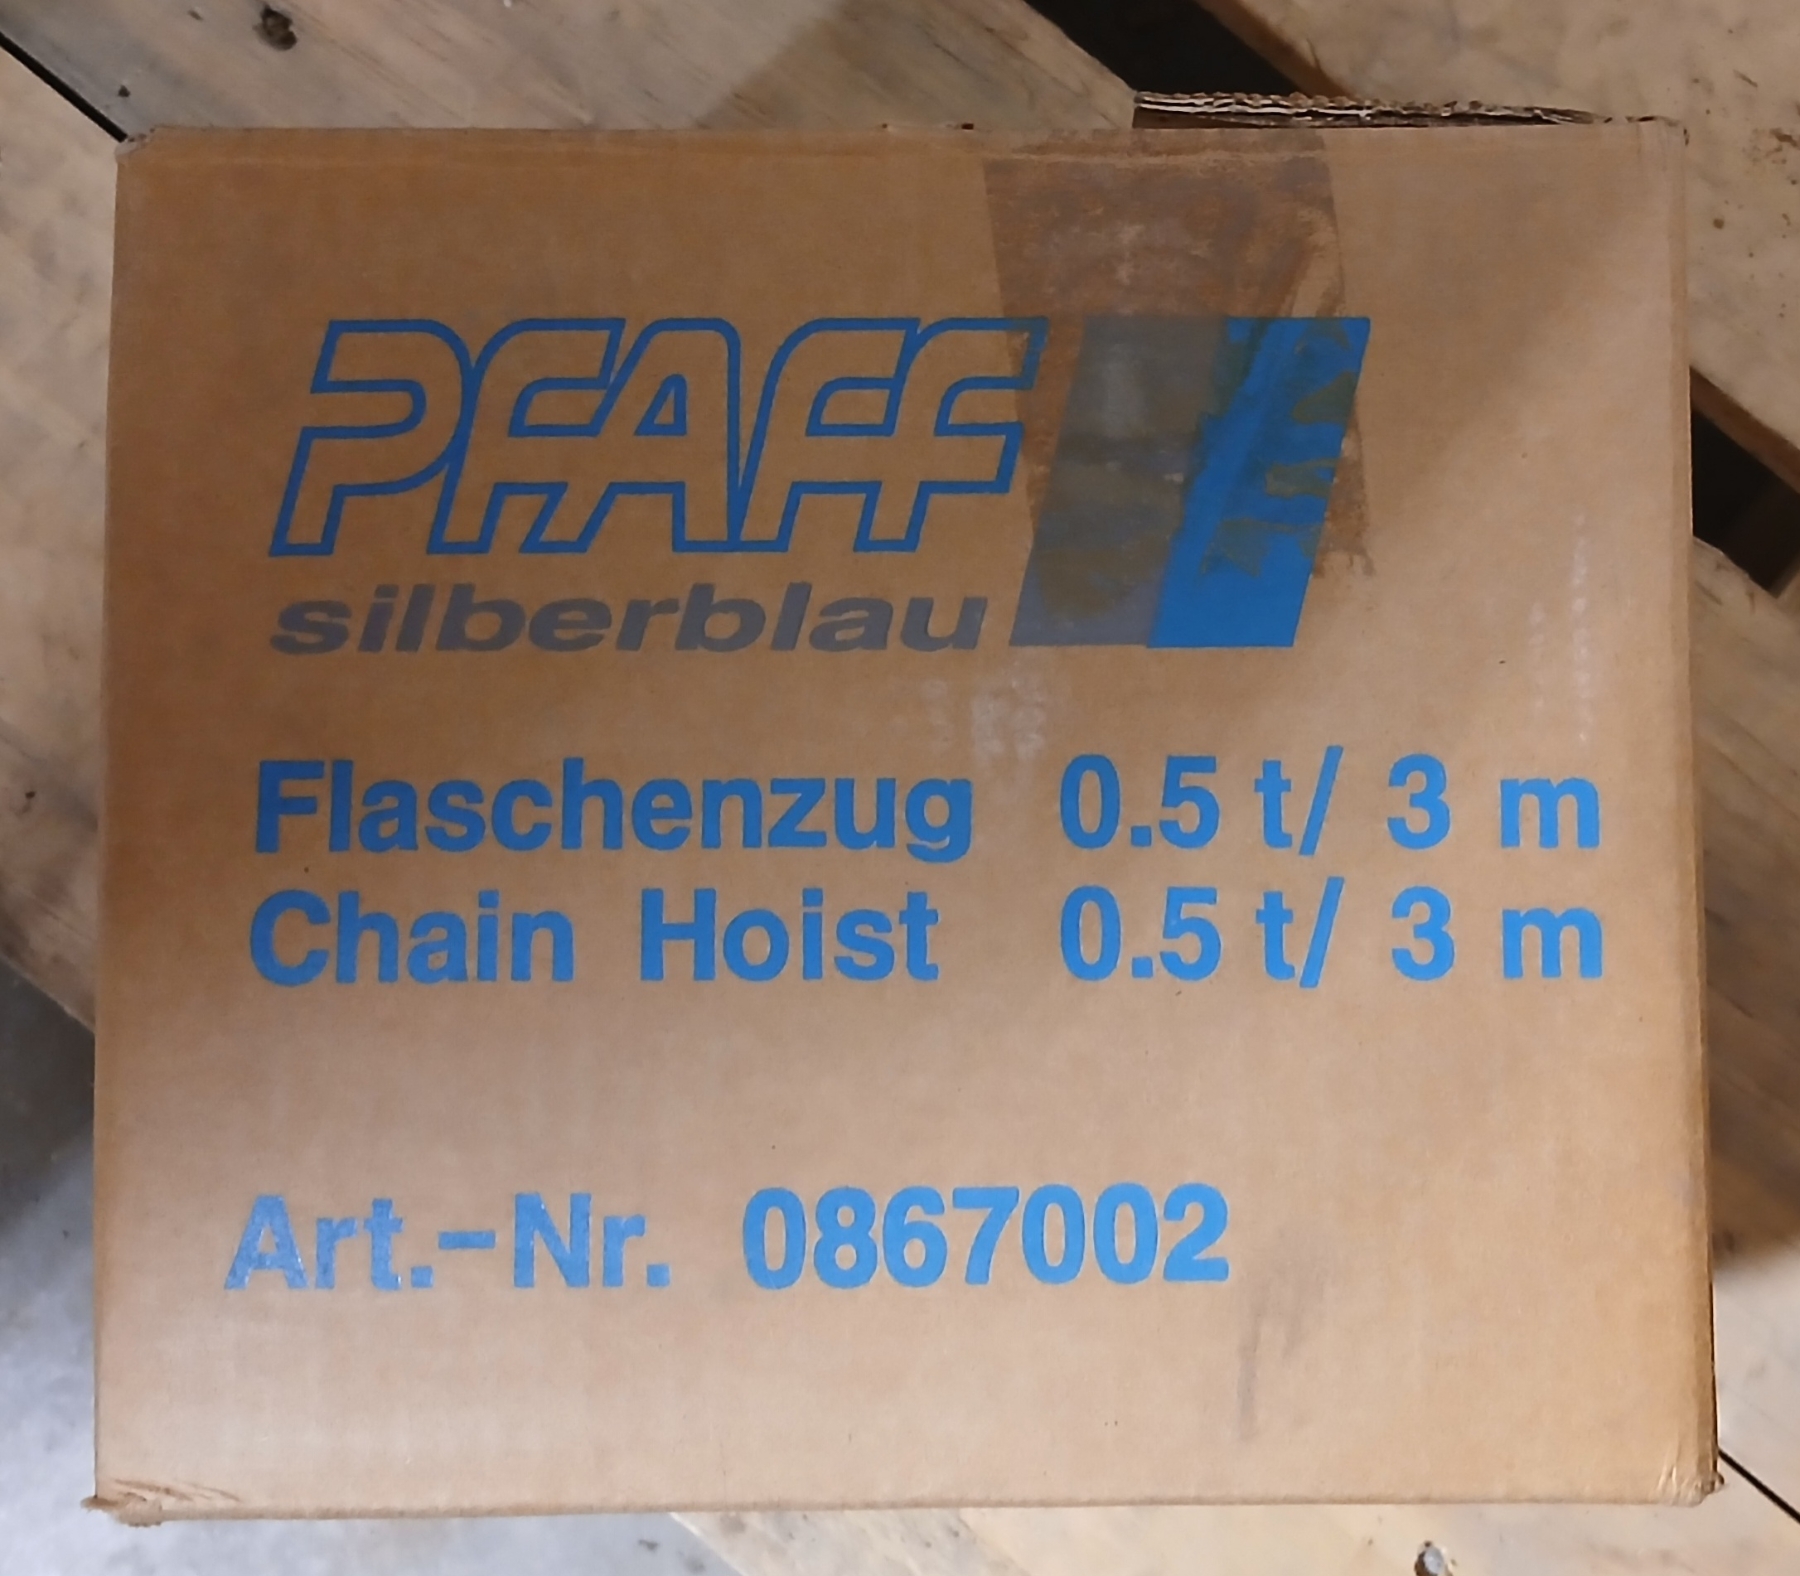 PFAFF
silberblau
Flaschenzug 0.5 t/ 3 m
Chain Hoist 0.5 t/ 3 m
Art.-Nr. 0867002